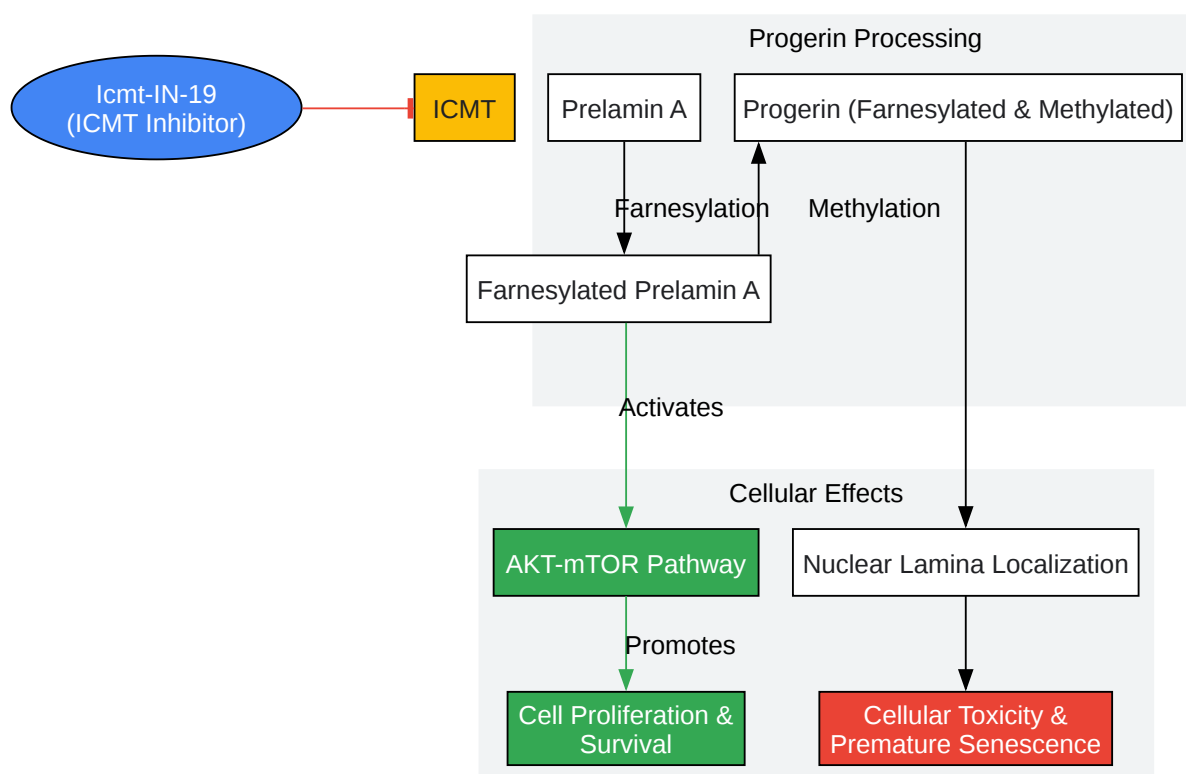 Progerin Processing
Icmt-IN-19
(ICMT Inhibitor)
ICMT
Prelamin A
Progerin (Farnesylated & Methylated)
Farnesylation
Methylation
Farnesylated Prelamin A
Activates
Cellular Effects
AKT-mTOR Pathway
Nuclear Lamina Localization
Promotes
Cell Proliferation &
Survival
Cellular Toxicity &
Premature Senescence